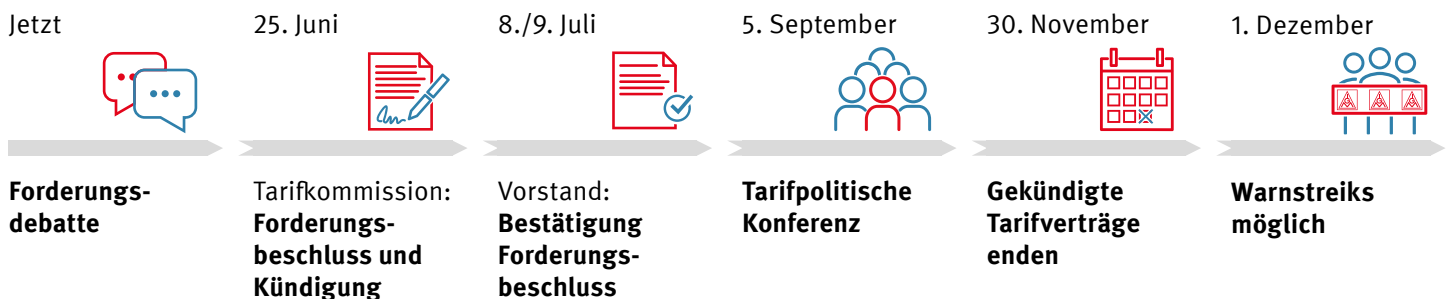 Jetzt
Forderungs-
debatte
25. Juni
Tarifkommission:
Forderungs-
beschluss und
Kündigung
8./9. Juli
Vorstand:
Bestätigung
Forderungs-
beschluss
5. September
Tarifpolitische
Konferenz
30. November
Gekündigte
Tarifverträge
enden
1. Dezember
Warnstreiks
möglich